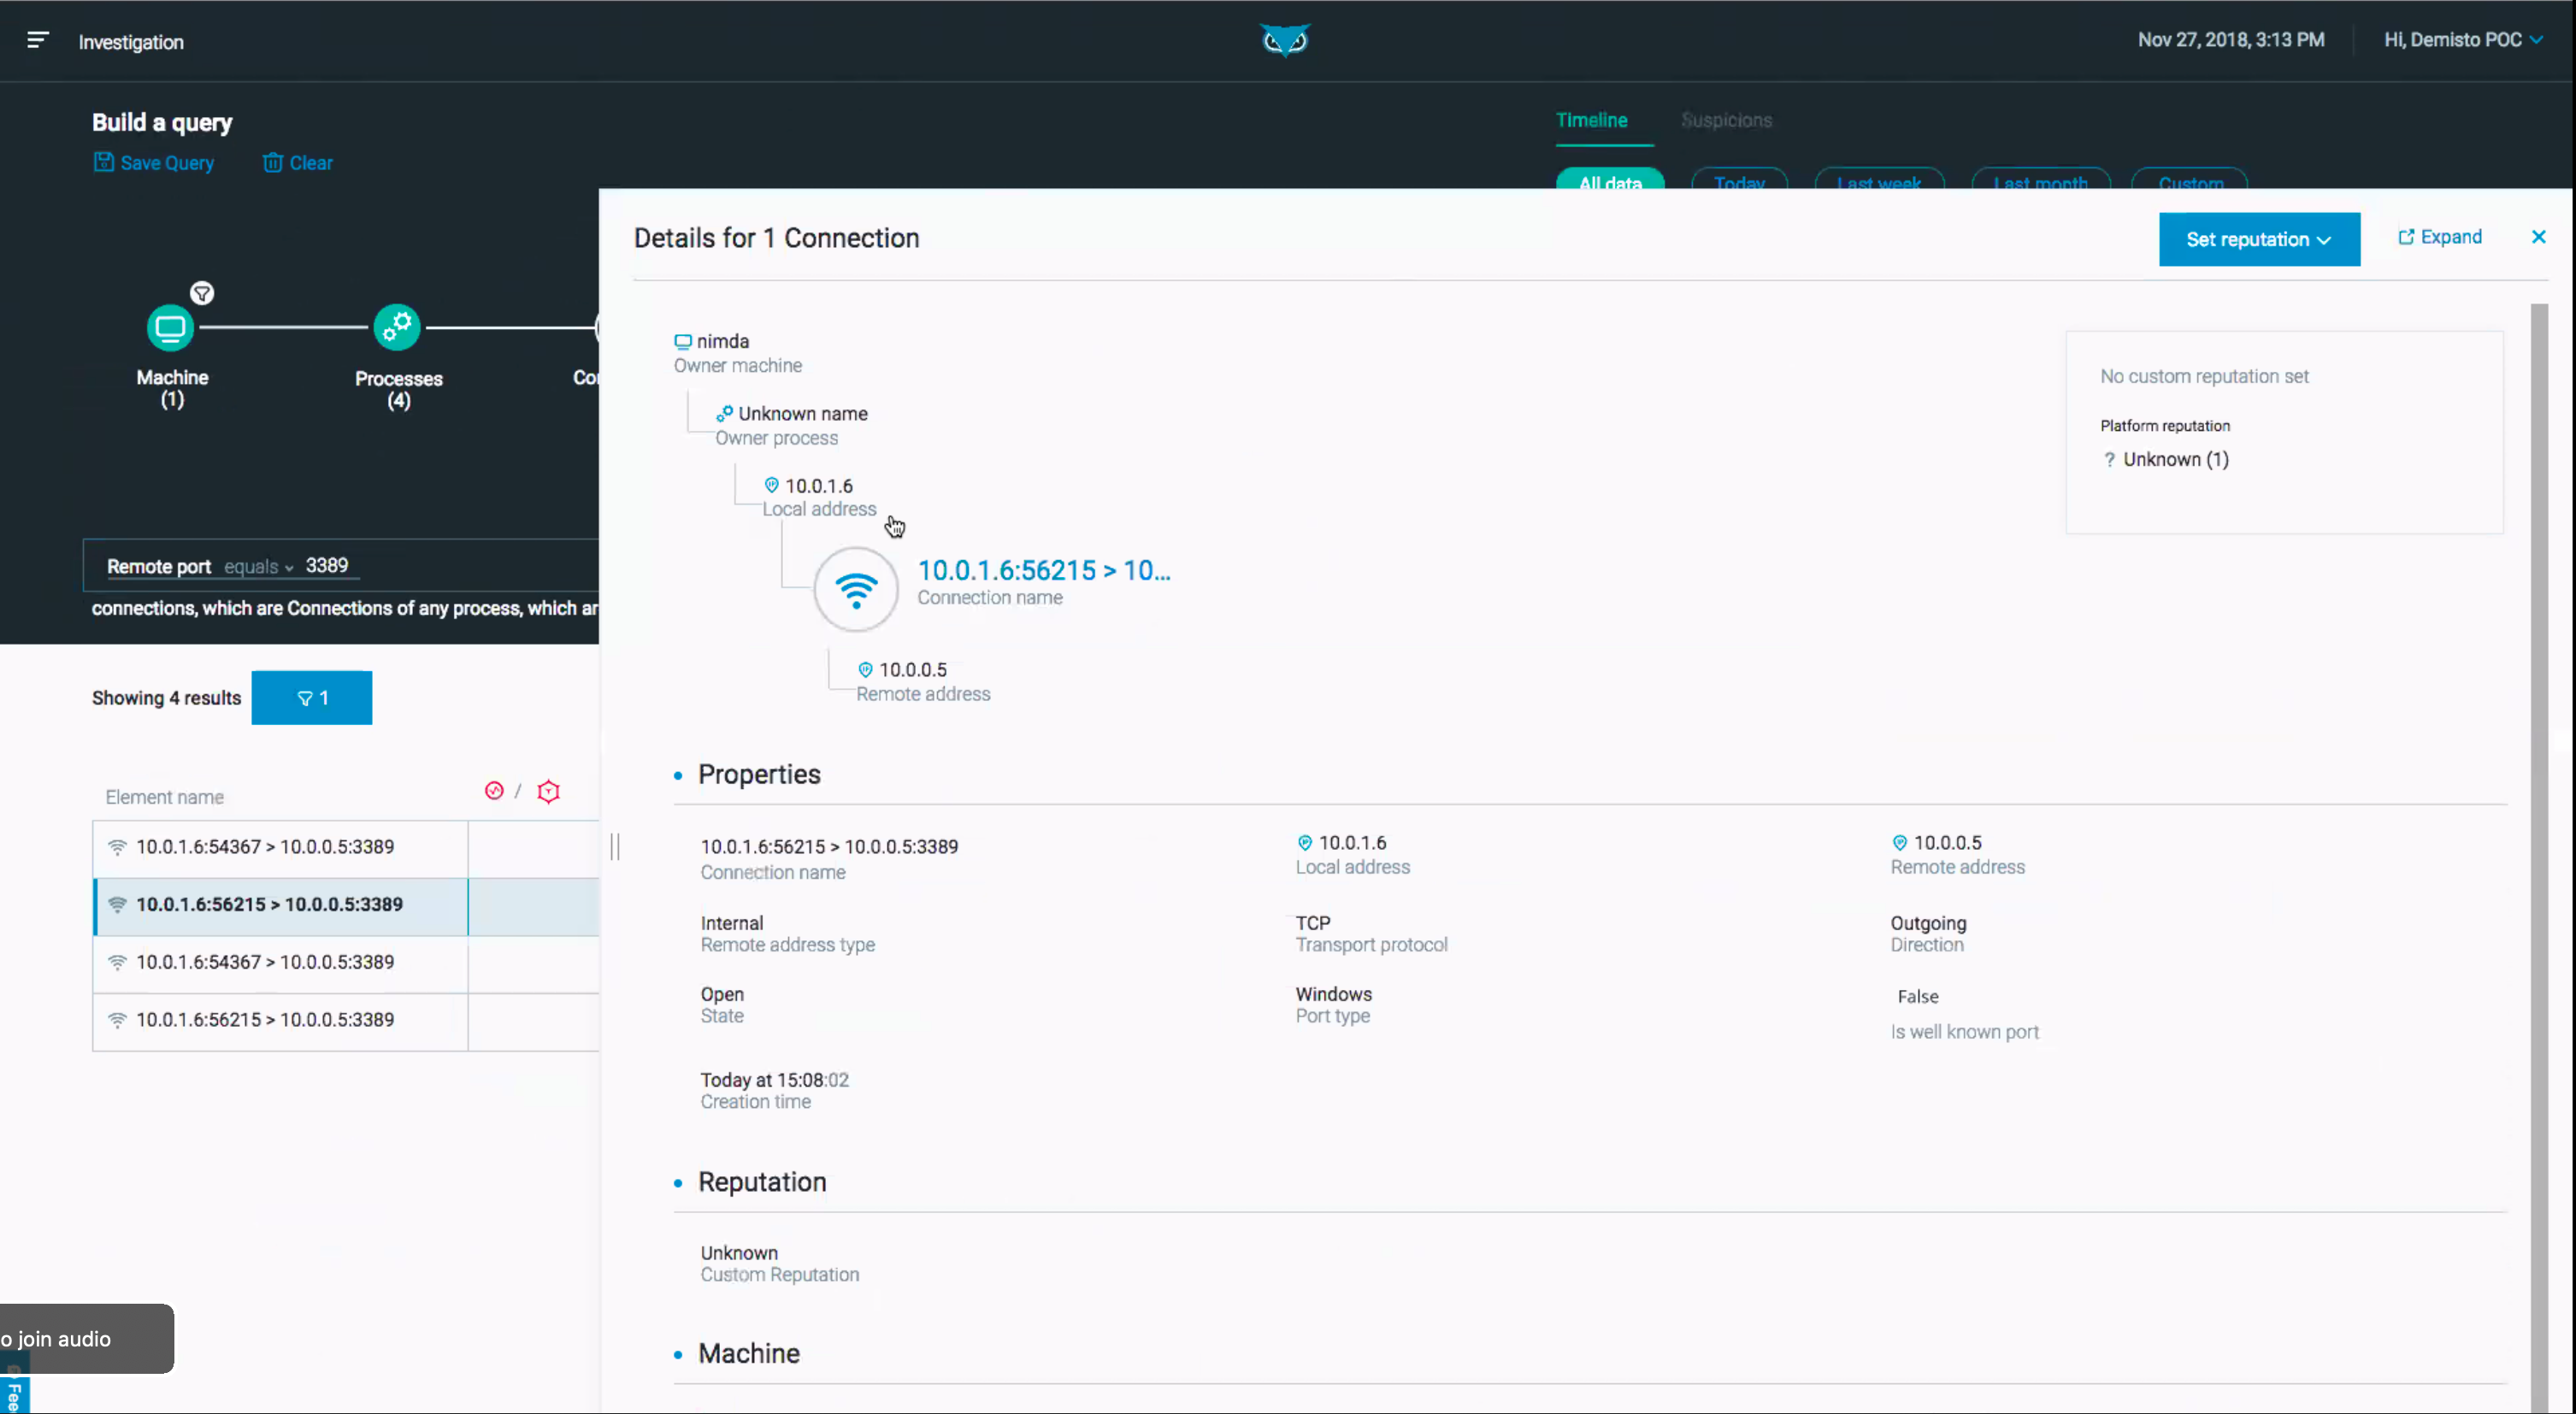 Investigation
Nov 27, 2018, 3:13 PM
Hi, Demisto POC
Build a query
Save Query
Clear
Timeline
Suspicions
All data
Today
Last week
Last month
Custom
Machine
(1)
Processes
(4)
Co
Remote port equals 3389
connections, which are Connections of any process, which ar
Showing 4 results
1
Element name
/
10.0.1.6:54367 > 10.0.0.5:3389
10.0.1.6:56215 > 10.0.0.5:3389
10.0.1.6:54367 > 10.0.0.5:3389
10.0.1.6:56215 > 10.0.0.5:3389
o join audio
Fee
Details for 1 Connection
Set reputation
Expand
nimda
Owner machine
Unknown name
Owner process
10.0.1.6
Local address
10.0.1.6:56215 > 10...
Connection name
10.0.0.5
Remote address
No custom reputation set
Platform reputation
? Unknown (1)
Properties
10.0.1.6:56215 > 10.0.0.5:3389
Connection name
10.0.1.6
Local address
10.0.0.5
Remote address
Internal
Remote address type
TCP
Transport protocol
Outgoing
Direction
Open
State
Windows
Port type
False
Is well known port
Today at 15:08:02
Creation time
Reputation
Unknown
Custom Reputation
Machine